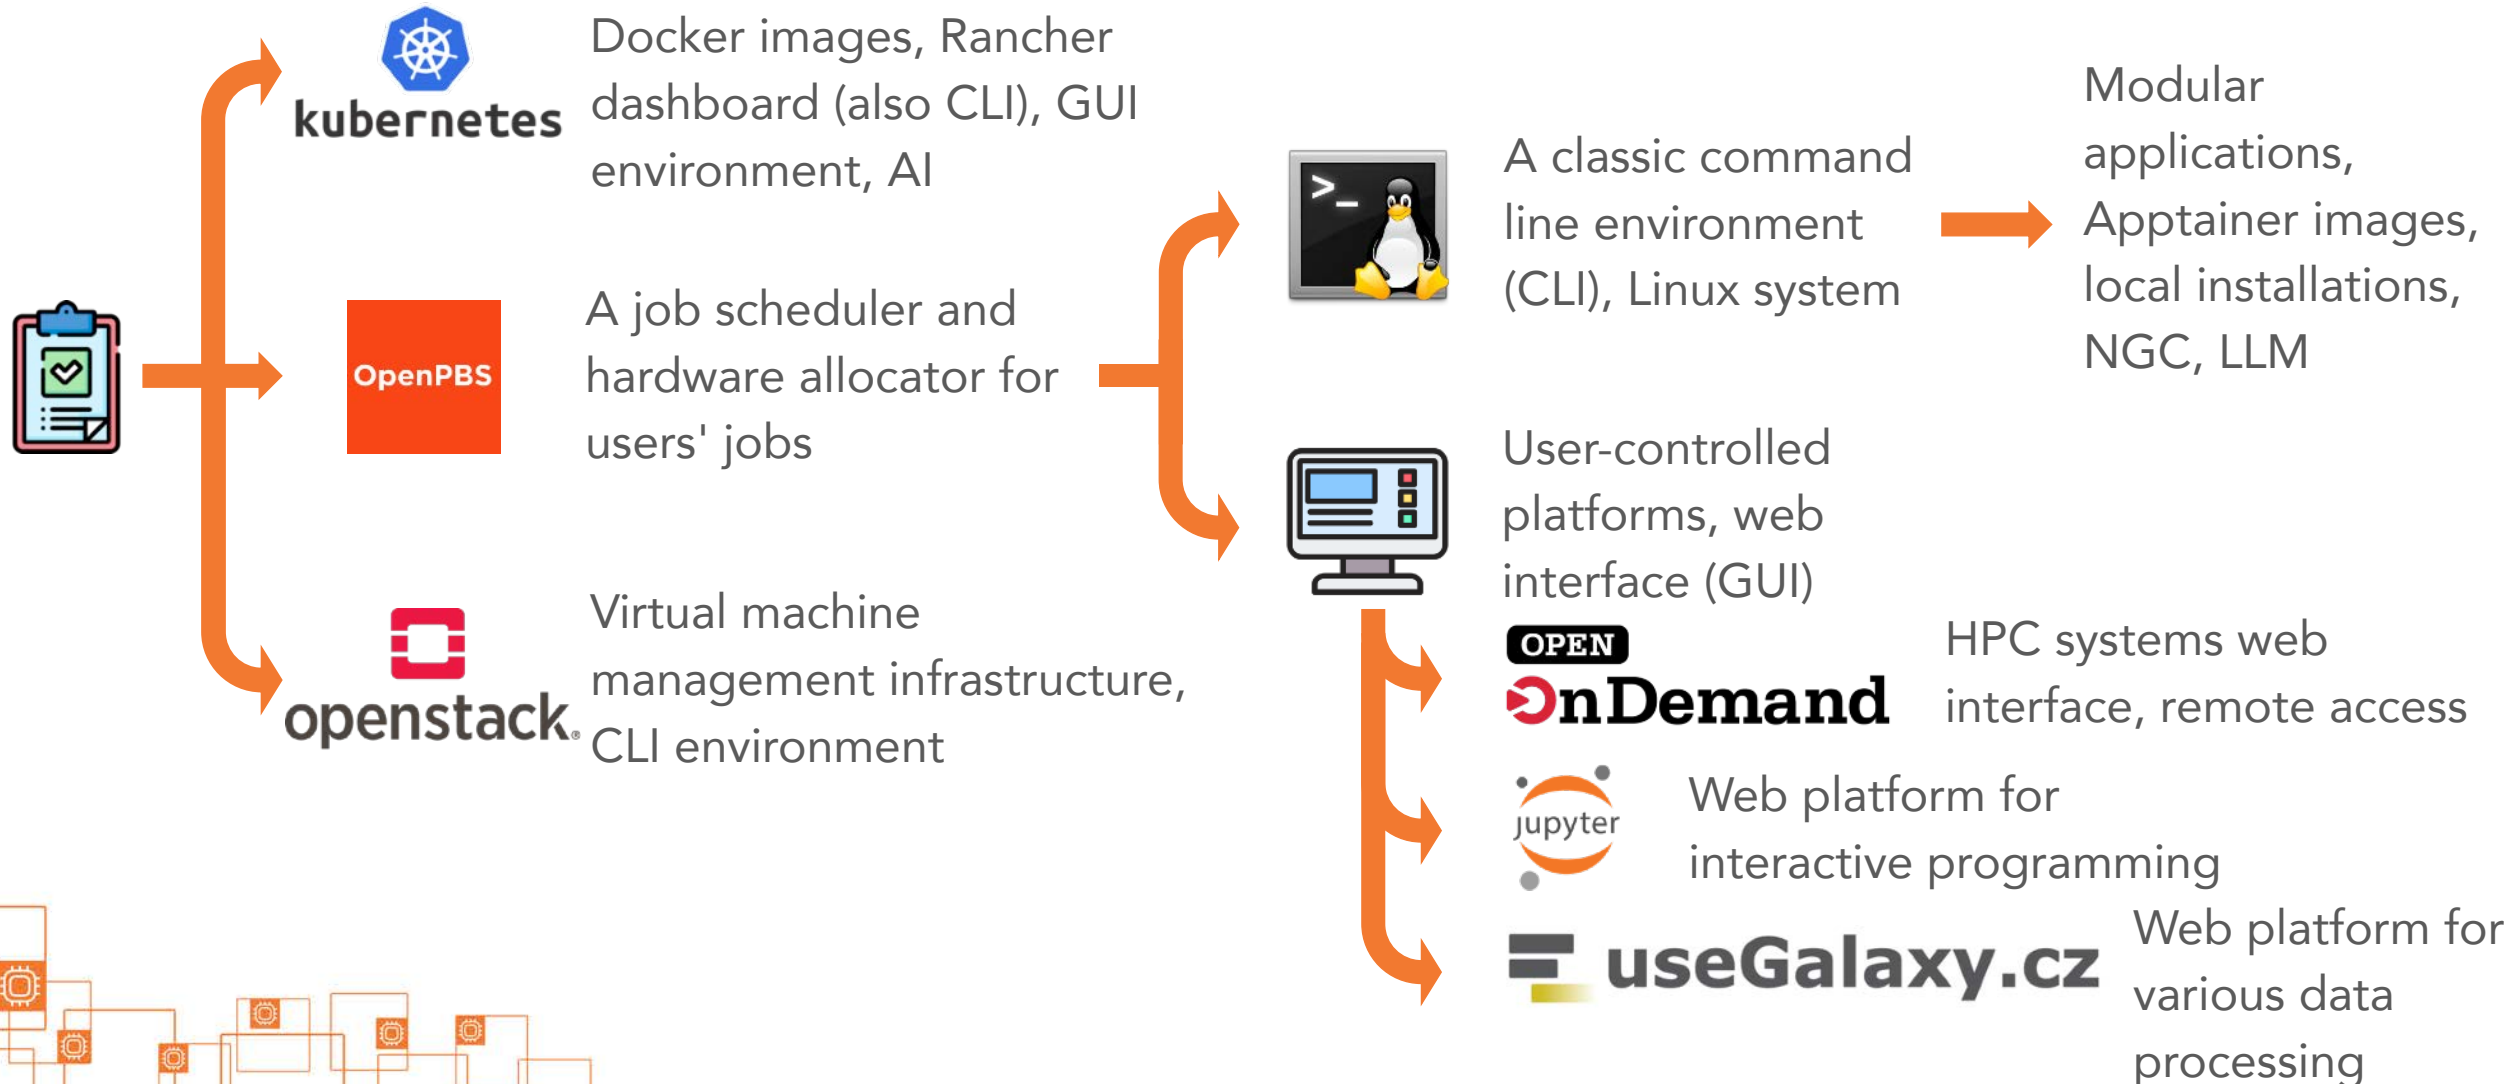 kubernetes
Docker images, Rancher
dashboard (also CLI), GUI
environment, AI
OpenPBS
A job scheduler and
hardware allocator for
users' jobs
openstack.
Virtual machine
management infrastructure,
CLI environment
>_
A classic command
line environment
(CLI), Linux system
Modular
applications,
Apptainer images,
local installations,
NGC, LLM
User-controlled
platforms, web
interface (GUI)
OPEN
OnDemand
HPC systems web
interface, remote access
jupyter
Web platform for
interactive programming
useGalaxy.cz
Web platform for
various data
processing